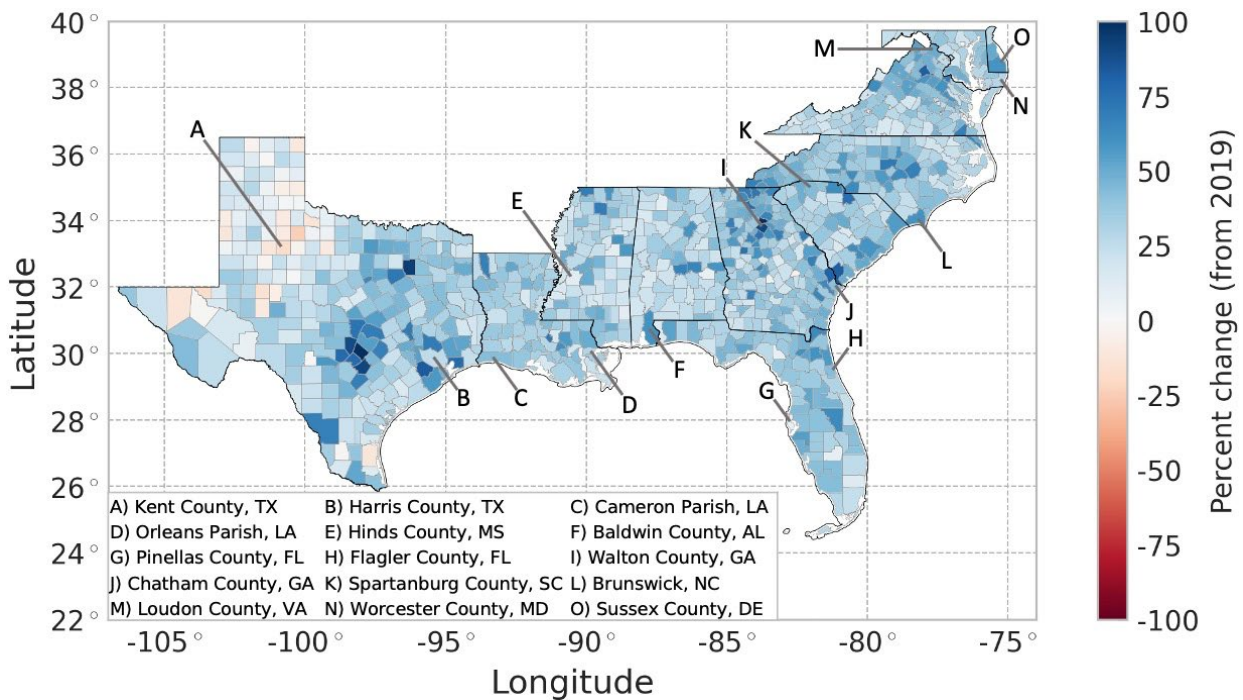 40°
38°
36°
34°
32°
30°
28°
26°
24°
22°
Latitude
A
B
C
D
E
F
G
H
I
J
K
L
M
N
O
A) Kent County, TX B) Harris County, TX C) Cameron Parish, LA
D) Orleans Parish, LA E) Hinds County, MS F) Baldwin County, AL
G) Pinellas County, FL H) Flagler County, FL I) Walton County, GA
J) Chatham County, GA K) Spartanburg County, SC L) Brunswick, NC
M) Loudon County, VA N) Worcester County, MD O) Sussex County, DE
-105° -100° -95° -90° -85° -80° -75°
Longitude
100
75
50
25
0
-25
-50
-75
-100
Percent change (from 2019)